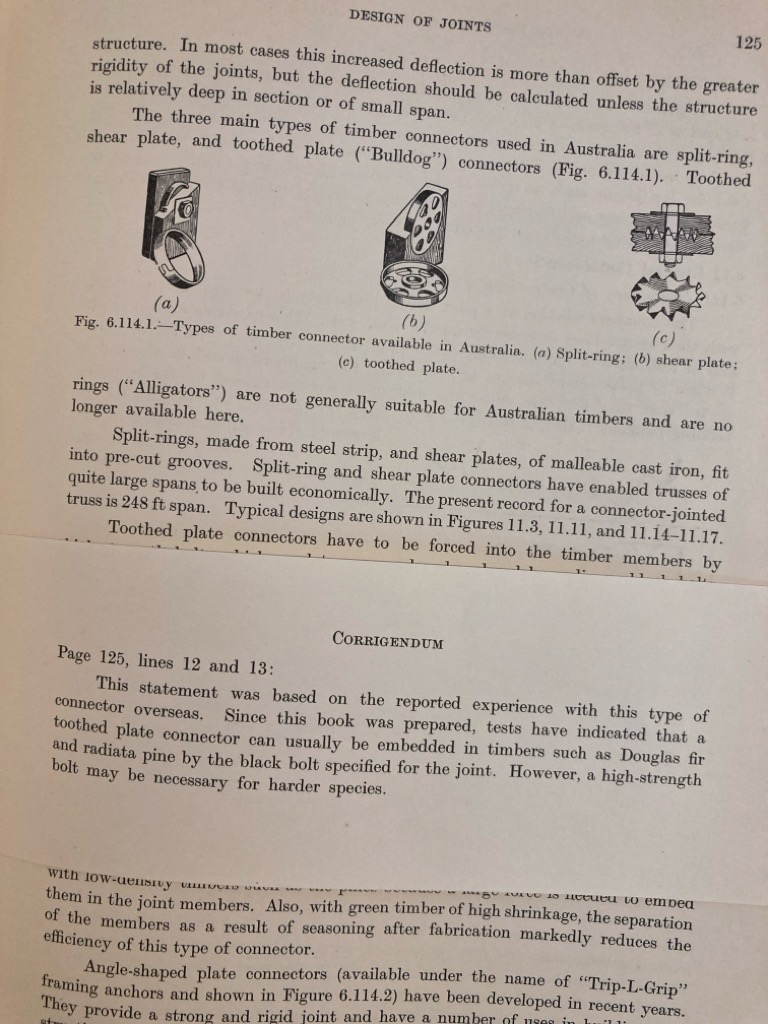 DESIGN OF JOINTS
125
structure. In most cases this increased deflection is more than offset by the greater
rigidity of the joints, but the deflection should be calculated unless the structure
is relatively deep in section or of small span.
The three main types of timber connectors used in Australia are split-ring,
shear plate, and toothed plate ("Bulldog") connectors (Fig. 6.114.1). Toothed
(a)
(b)
(c)
Fig. 6.114.1.—Types of timber connector available in Australia. (a) Split-ring; (b) shear plate;
(c) toothed plate.
rings ("Alligators") are not generally suitable for Australian timbers and are no
longer available here.
Split-rings, made from steel strip, and shear plates, of malleable cast iron, fit
into pre-cut grooves. Split-ring and shear plate connectors have enabled trusses of
quite large spans to be built economically. The present record for a connector-jointed
truss is 248 ft span. Typical designs are shown in Figures 11.3, 11.11, and 11.14–11.17.
Toothed plate connectors have to be forced into the timber members by
CORRIGENDUM
Page 125, lines 12 and 13:
This statement was based on the reported experience with this type of
connector overseas. Since this book was prepared, tests have indicated that a
toothed plate connector can usually be embedded in timbers such as Douglas fir
and radiata pine by the black bolt specified for the joint. However, a high-strength
bolt may be necessary for harder species.
with low-density timbers such as the pines because a large force is needed to embed
them in the joint members. Also, with green timber of high shrinkage, the separation
of the members as a result of seasoning after fabrication markedly reduces the
efficiency of this type of connector.
Angle-shaped plate connectors (available under the name of "Trip-L-Grip"
framing anchors and shown in Figure 6.114.2) have been developed in recent years.
They provide a strong and rigid joint and have a number of uses in